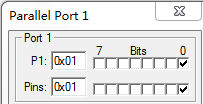 Parallel Port 1
Port 1
7 Bits 0
P1: 0x01
Pins: 0x01